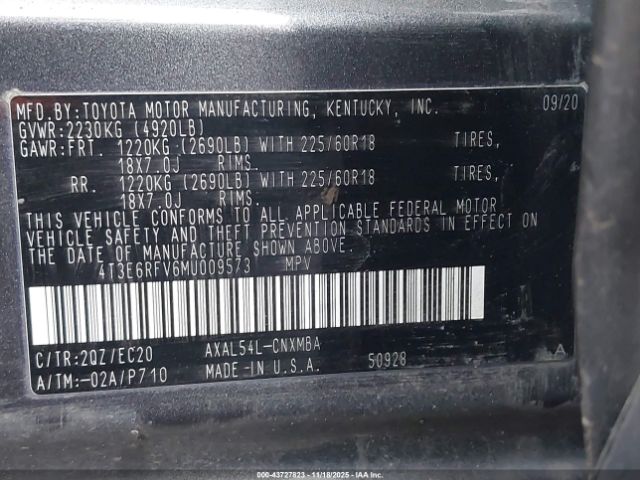 MFD.BY:TOYOTA MOTOR MANUFACTURING, KENTUCKY, INC. 09/20
GVWR:2230KG (4920LB)
GAWR:FRT. 1220KG (2690LB) WITH 225/60R18 TIRES,
18X7.0J RIMS.
RR. 1220KG (2690LB) WITH 225/60R18 TIRES,
18X7.0J RIMS.
THIS VEHICLE CONFORMS TO ALL APPLICABLE FEDERAL MOTOR
VEHICLE SAFETY AND THEFT PREVENTION STANDARDS IN EFFECT ON
THE DATE OF MANUFACTURE SHOWN ABOVE.
4T3E6RFV6MU009573 MPV
C/TR:2QZ/EC20 AXAL54L-CNXMBA
A/TM:-02A/P710 MADE-IN U.S.A. 50928 -A
000-43727823 - 11/18/2025 - IAA Inc.